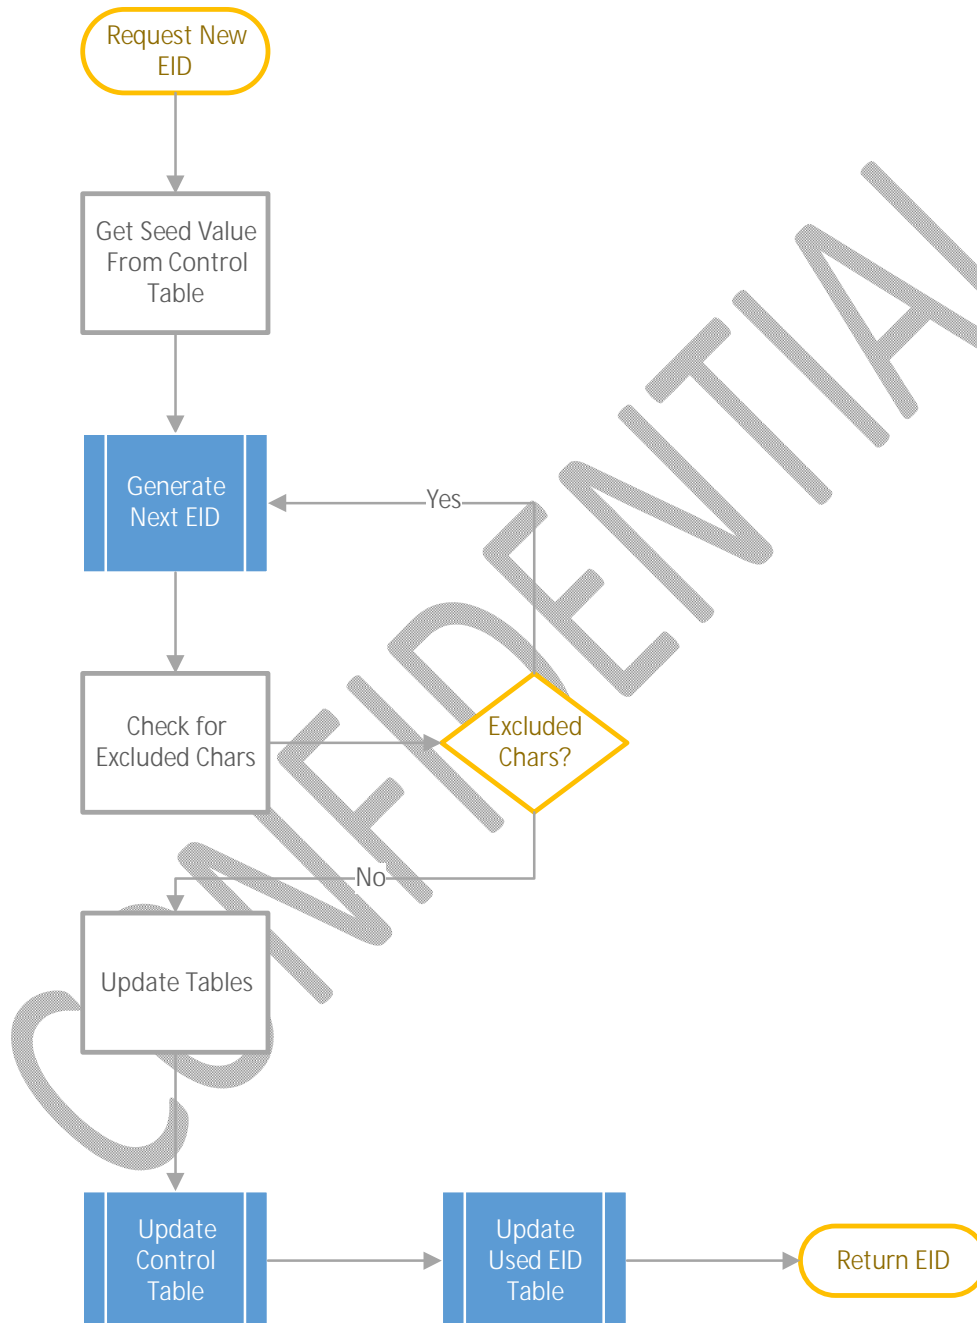 Request New
EID
Get Seed Value
From Control
Table
Generate
Next EID
Yes
Check for
Excluded Chars
Excluded
Chars?
No
Update Tables
Update
Control
Table
Update
Used EID
Table
Return EID
CONFIDENTIAL